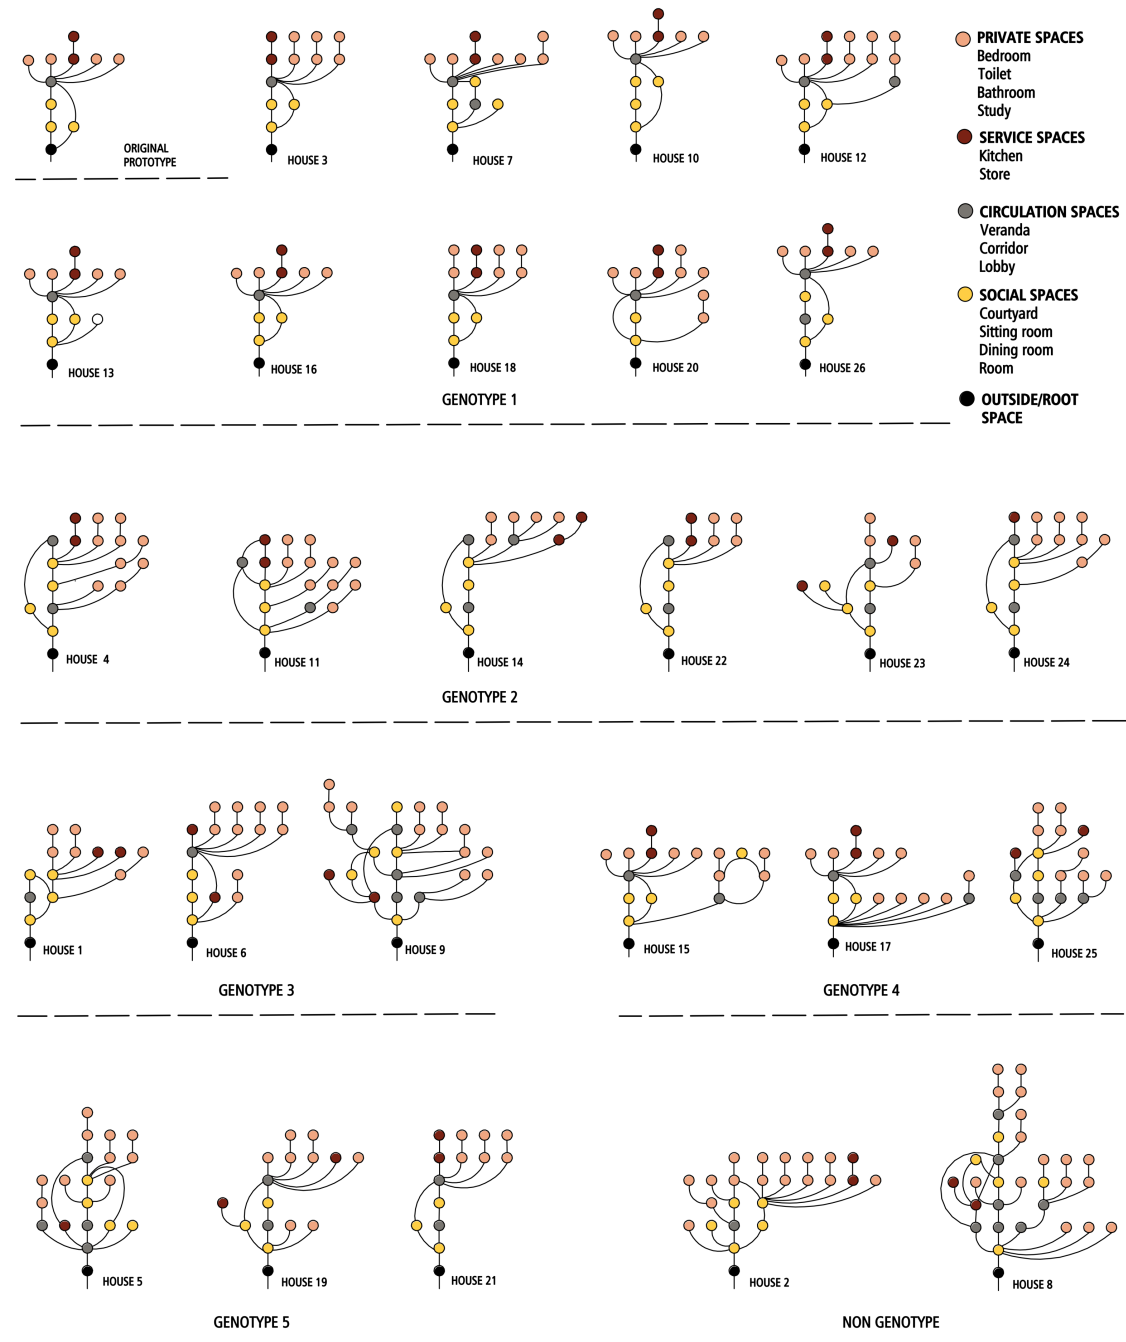 ORIGINAL
PROTOTYPE
HOUSE 3
HOUSE 7
HOUSE 10
HOUSE 12
PRIVATE SPACES
Bedroom
Toilet
Bathroom
Study
SERVICE SPACES
Kitchen
Store
CIRCULATION SPACES
Veranda
Corridor
Lobby
SOCIAL SPACES
Courtyard
Sitting room
Dining room
Room
OUTSIDE/ROOT
SPACE
HOUSE 13
HOUSE 16
HOUSE 18
HOUSE 20
HOUSE 26
GENOTYPE 1
HOUSE 4
HOUSE 11
HOUSE 14
HOUSE 22
HOUSE 23
HOUSE 24
GENOTYPE 2
HOUSE 1
HOUSE 6
HOUSE 9
HOUSE 15
HOUSE 17
HOUSE 25
GENOTYPE 3
GENOTYPE 4
HOUSE 5
HOUSE 19
HOUSE 21
HOUSE 2
HOUSE 8
GENOTYPE 5
NON GENOTYPE